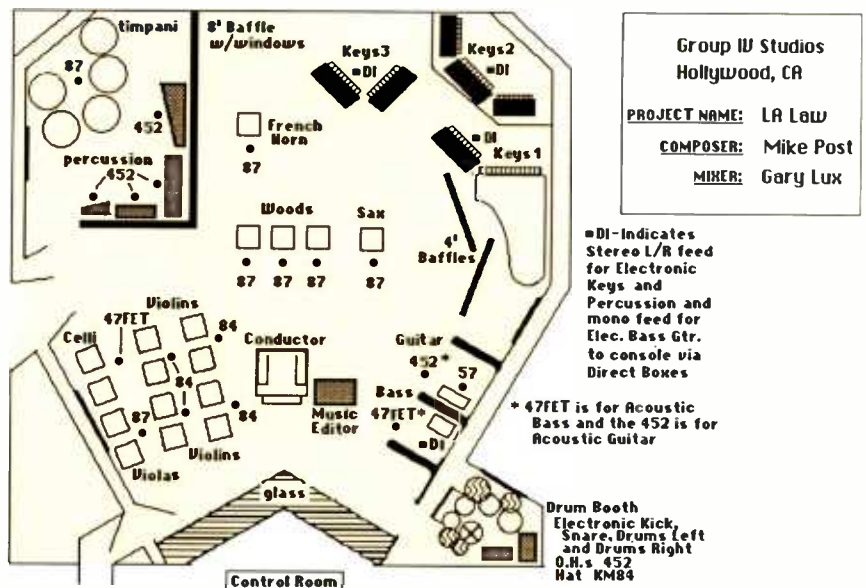 timpani
8' Baffle
w/windows
Keys3
=DI
Keys2
=DI
87
452
French
Horn
87
=DI
Keys 1
percussion
452
Woods
Sax
4'
Baffles
87 87 87 87
Violins
47FET
Celli
84
Conductor
Guitar
452*
57
84
Bass
87
84
Music
Editor
47FET*
=DI
Violas
Violins
glass
Control Room
Group IV Studios
Hollywood, CA
PROJECT NAME: LA Law
COMPOSER: Mike Post
MIXER: Gary Lux
=DI-Indicates
Stereo L/R feed
for Electronic
Keys and
Percussion and
mono feed for
Elec. Bass Gtr.
to console via
Direct Boxes
* 47FET is for Acoustic
Bass and the 452 is for
Acoustic Guitar
Drum Booth
Electronic Kick,
Snare, Drums Left
and Drums Right
O.H.s 452
Hat KM84